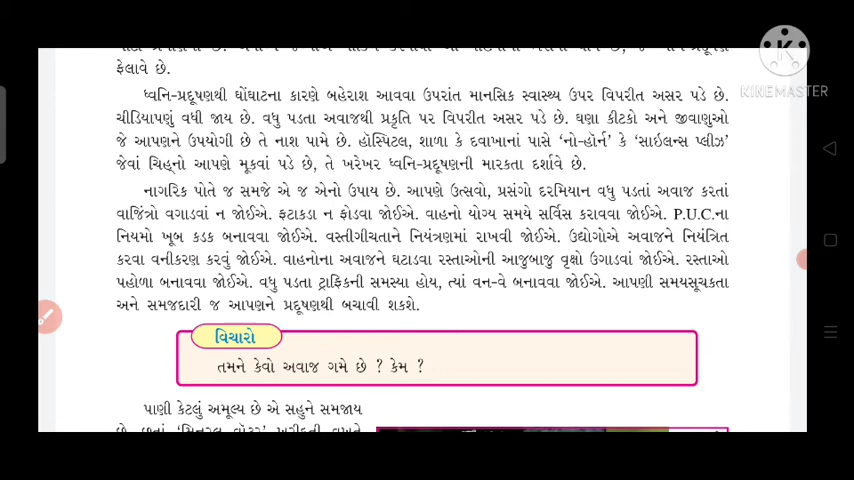 ફેલાવે છે.
ધ્વનિ-પ્રદૂષણથી ઘોંઘાટના કારણે બહેરાશ આવવા ઉપરાંત માનસિક સ્વાસ્થ્ય ઉપર વિપરીત અસર પડે છે.
ચીડિયાપણું વધી જાય છે. વધુ પડતા અવાજથી પ્રકૃતિ પર વિપરીત અસર પડે છે. ઘણા કીટકો અને જીવાણુઓ
જે આપણને ઉપયોગી છે તે નાશ પામે છે. હૉસ્પિટલ, શાળા કે દવાખાનાં પાસે ‘નો-હૉર્ન’ કે ‘સાઇલન્સ પ્લીઝ’
જેવાં ચિહ્નો આપણે મૂકવાં પડે છે, તે ખરેખર ધ્વનિ-પ્રદૂષણની મારકતા દર્શાવે છે.
નાગરિક પોતે જ સમજે એ જ એનો ઉપાય છે. આપણે ઉત્સવો, પ્રસંગો દરમિયાન વધુ પડતાં અવાજ કરતાં
વાજિંત્રો વગાડવાં ન જોઈએ. ફટાકડા ન ફોડવા જોઈએ. વાહનો યોગ્ય સમયે સર્વિસ કરાવવા જોઈએ. P.U.C.ના
નિયમો ખૂબ કડક બનાવવા જોઈએ. વસ્તીગીચતાને નિયંત્રણમાં રાખવી જોઈએ. ઉદ્યોગોએ અવાજને નિયંત્રિત
કરવા વનીકરણ કરવું જોઈએ. વાહનોના અવાજને ઘટાડવા રસ્તાઓની આજુબાજુ વૃક્ષો ઉગાડવાં જોઈએ. રસ્તાઓ
પહોળા બનાવવા જોઈએ. વધુ પડતા ટ્રાફિકની સમસ્યા હોય, ત્યાં વન-વે બનાવવા જોઈએ. આપણી સમયસૂચકતા
અને સમજદારી જ આપણને પ્રદૂષણથી બચાવી શકશે.
વિચારો
તમને કેવો અવાજ ગમે છે ? કેમ ?
પાણી કેટલું અમૂલ્ય છે એ સહુને સમજાય
KINEMASTER